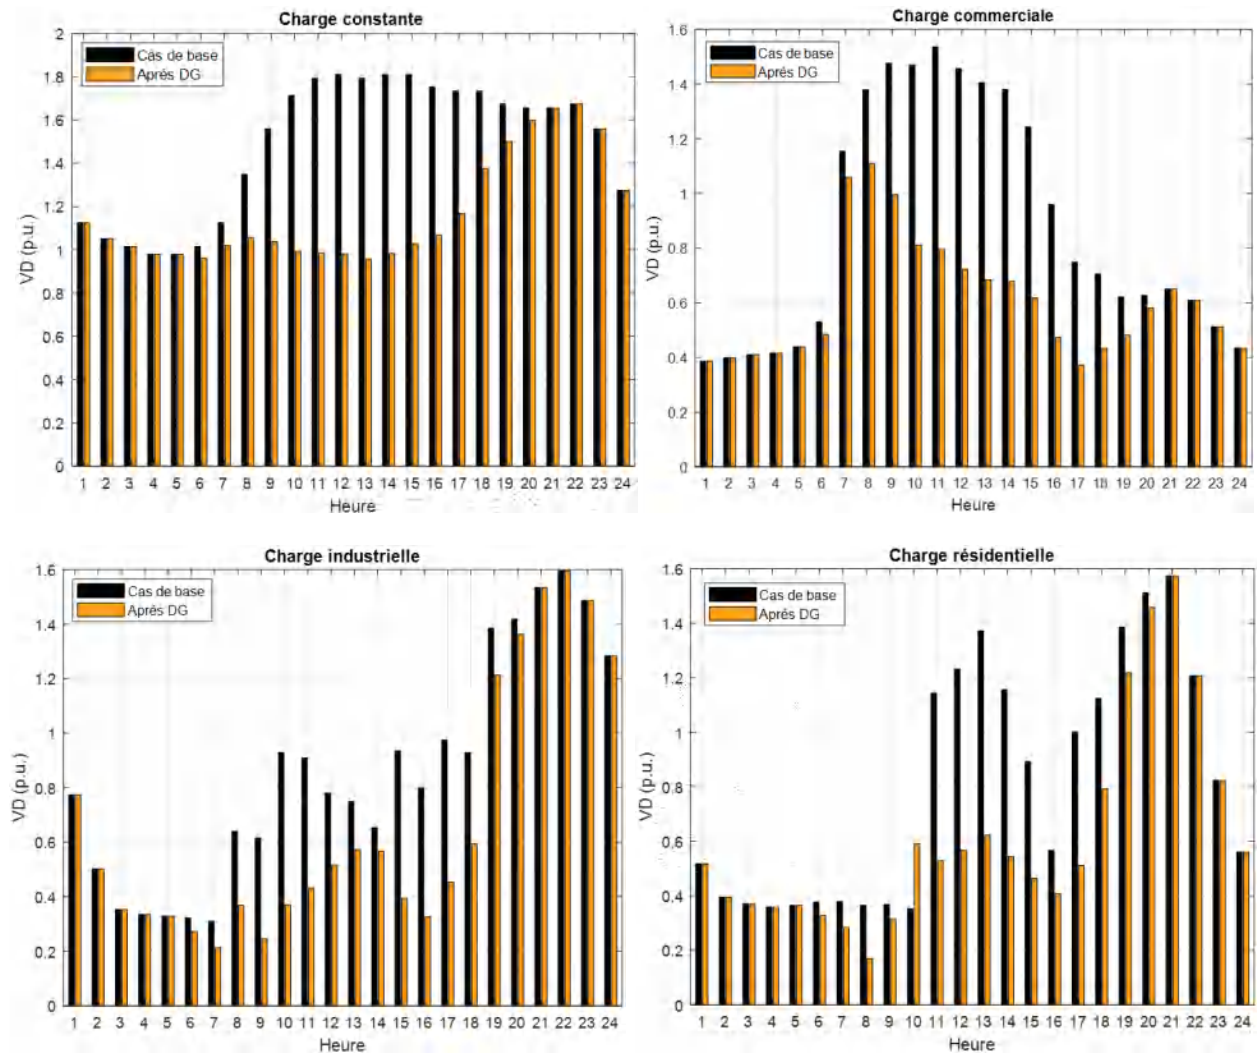 Charge constante
Cas de base
Aprés DG
2
1.8
1.6
1.4
1.2
1
0.8
0.6
0.4
0.2
0
VD (p.u.)
1 2 3 4 5 6 7 8 9 10 11 12 13 14 15 16 17 18 19 20 21 22 23 24
Heure
Charge commerciale
Cas de base
Aprés DG
1.6
1.4
1.2
1
0.8
0.6
0.4
0.2
0
VD (p.u.)
1 2 3 4 5 6 7 8 9 10 11 12 13 14 15 16 17 18 19 20 21 22 23 24
Heure
Charge industrielle
Cas de base
Aprés DG
1.6
1.4
1.2
1
0.8
0.6
0.4
0.2
0
VD (p.u.)
1 2 3 4 5 6 7 8 9 10 11 12 13 14 15 16 17 18 19 20 21 22 23 24
Heure
Charge résidentielle
Cas de base
Aprés DG
1.6
1.4
1.2
1
0.8
0.6
0.4
0.2
0
VD (p.u.)
1 2 3 4 5 6 7 8 9 10 11 12 13 14 15 16 17 18 19 20 21 22 23 24
Heure